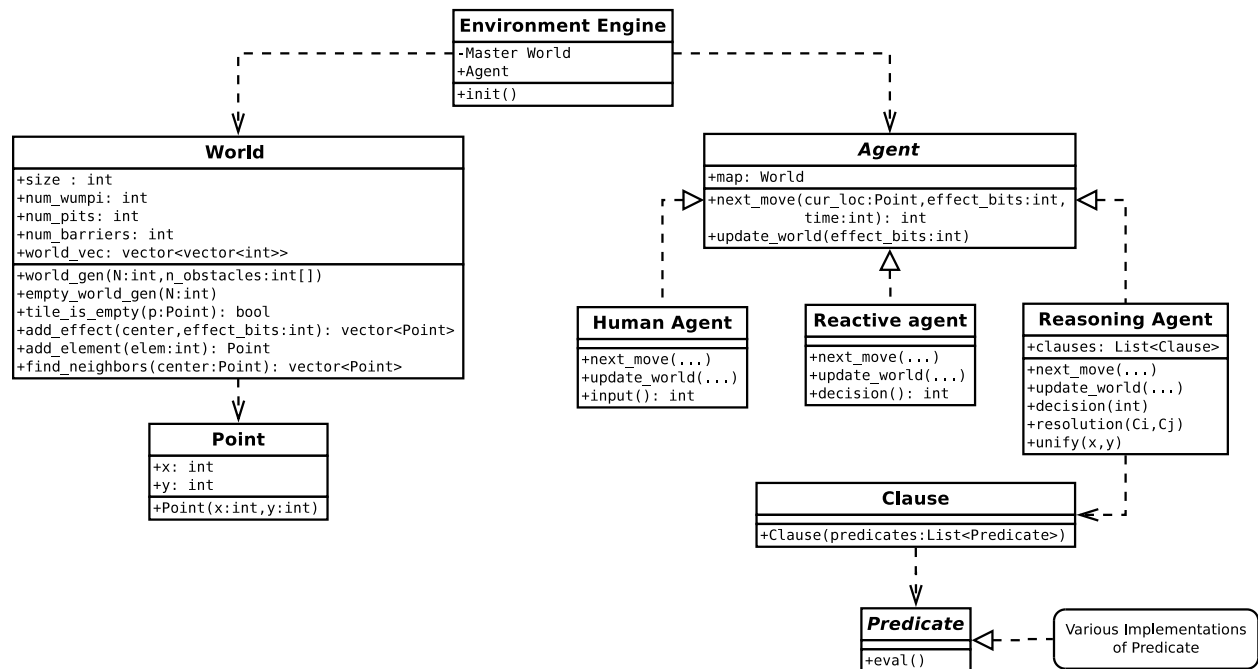 Environment Engine
-Master World
+Agent
+init()
World
+size : int
+num_wumpi: int
+num_pits: int
+num_barriers: int
+world_vec: vector<vector<int>>
+world_gen(N:int,n_obstacles:int[])
+empty_world_gen(N:int)
+tile_is_empty(p:Point): bool
+add_effect(center,effect_bits:int): vector<Point>
+add_element(elem:int): Point
+find_neighbors(center:Point): vector<Point>
Point
+x: int
+y: int
+Point(x:int,y:int)
Agent
+map: World
+next_move(cur_loc:Point,effect_bits:int,
time:int): int
+update_world(effect_bits:int)
Human Agent
+next_move(...)
+update_world(...)
+input(): int
Reactive agent
+next_move(...)
+update_world(...)
+decision(): int
Reasoning Agent
+clauses: List<Clause>
+next_move(...)
+update_world(...)
+decision(int)
+resolution(Ci,Cj)
+unify(x,y)
Clause
+Clause(predicates:List<Predicate>)
Predicate
+eval()
Various Implementations
of Predicate